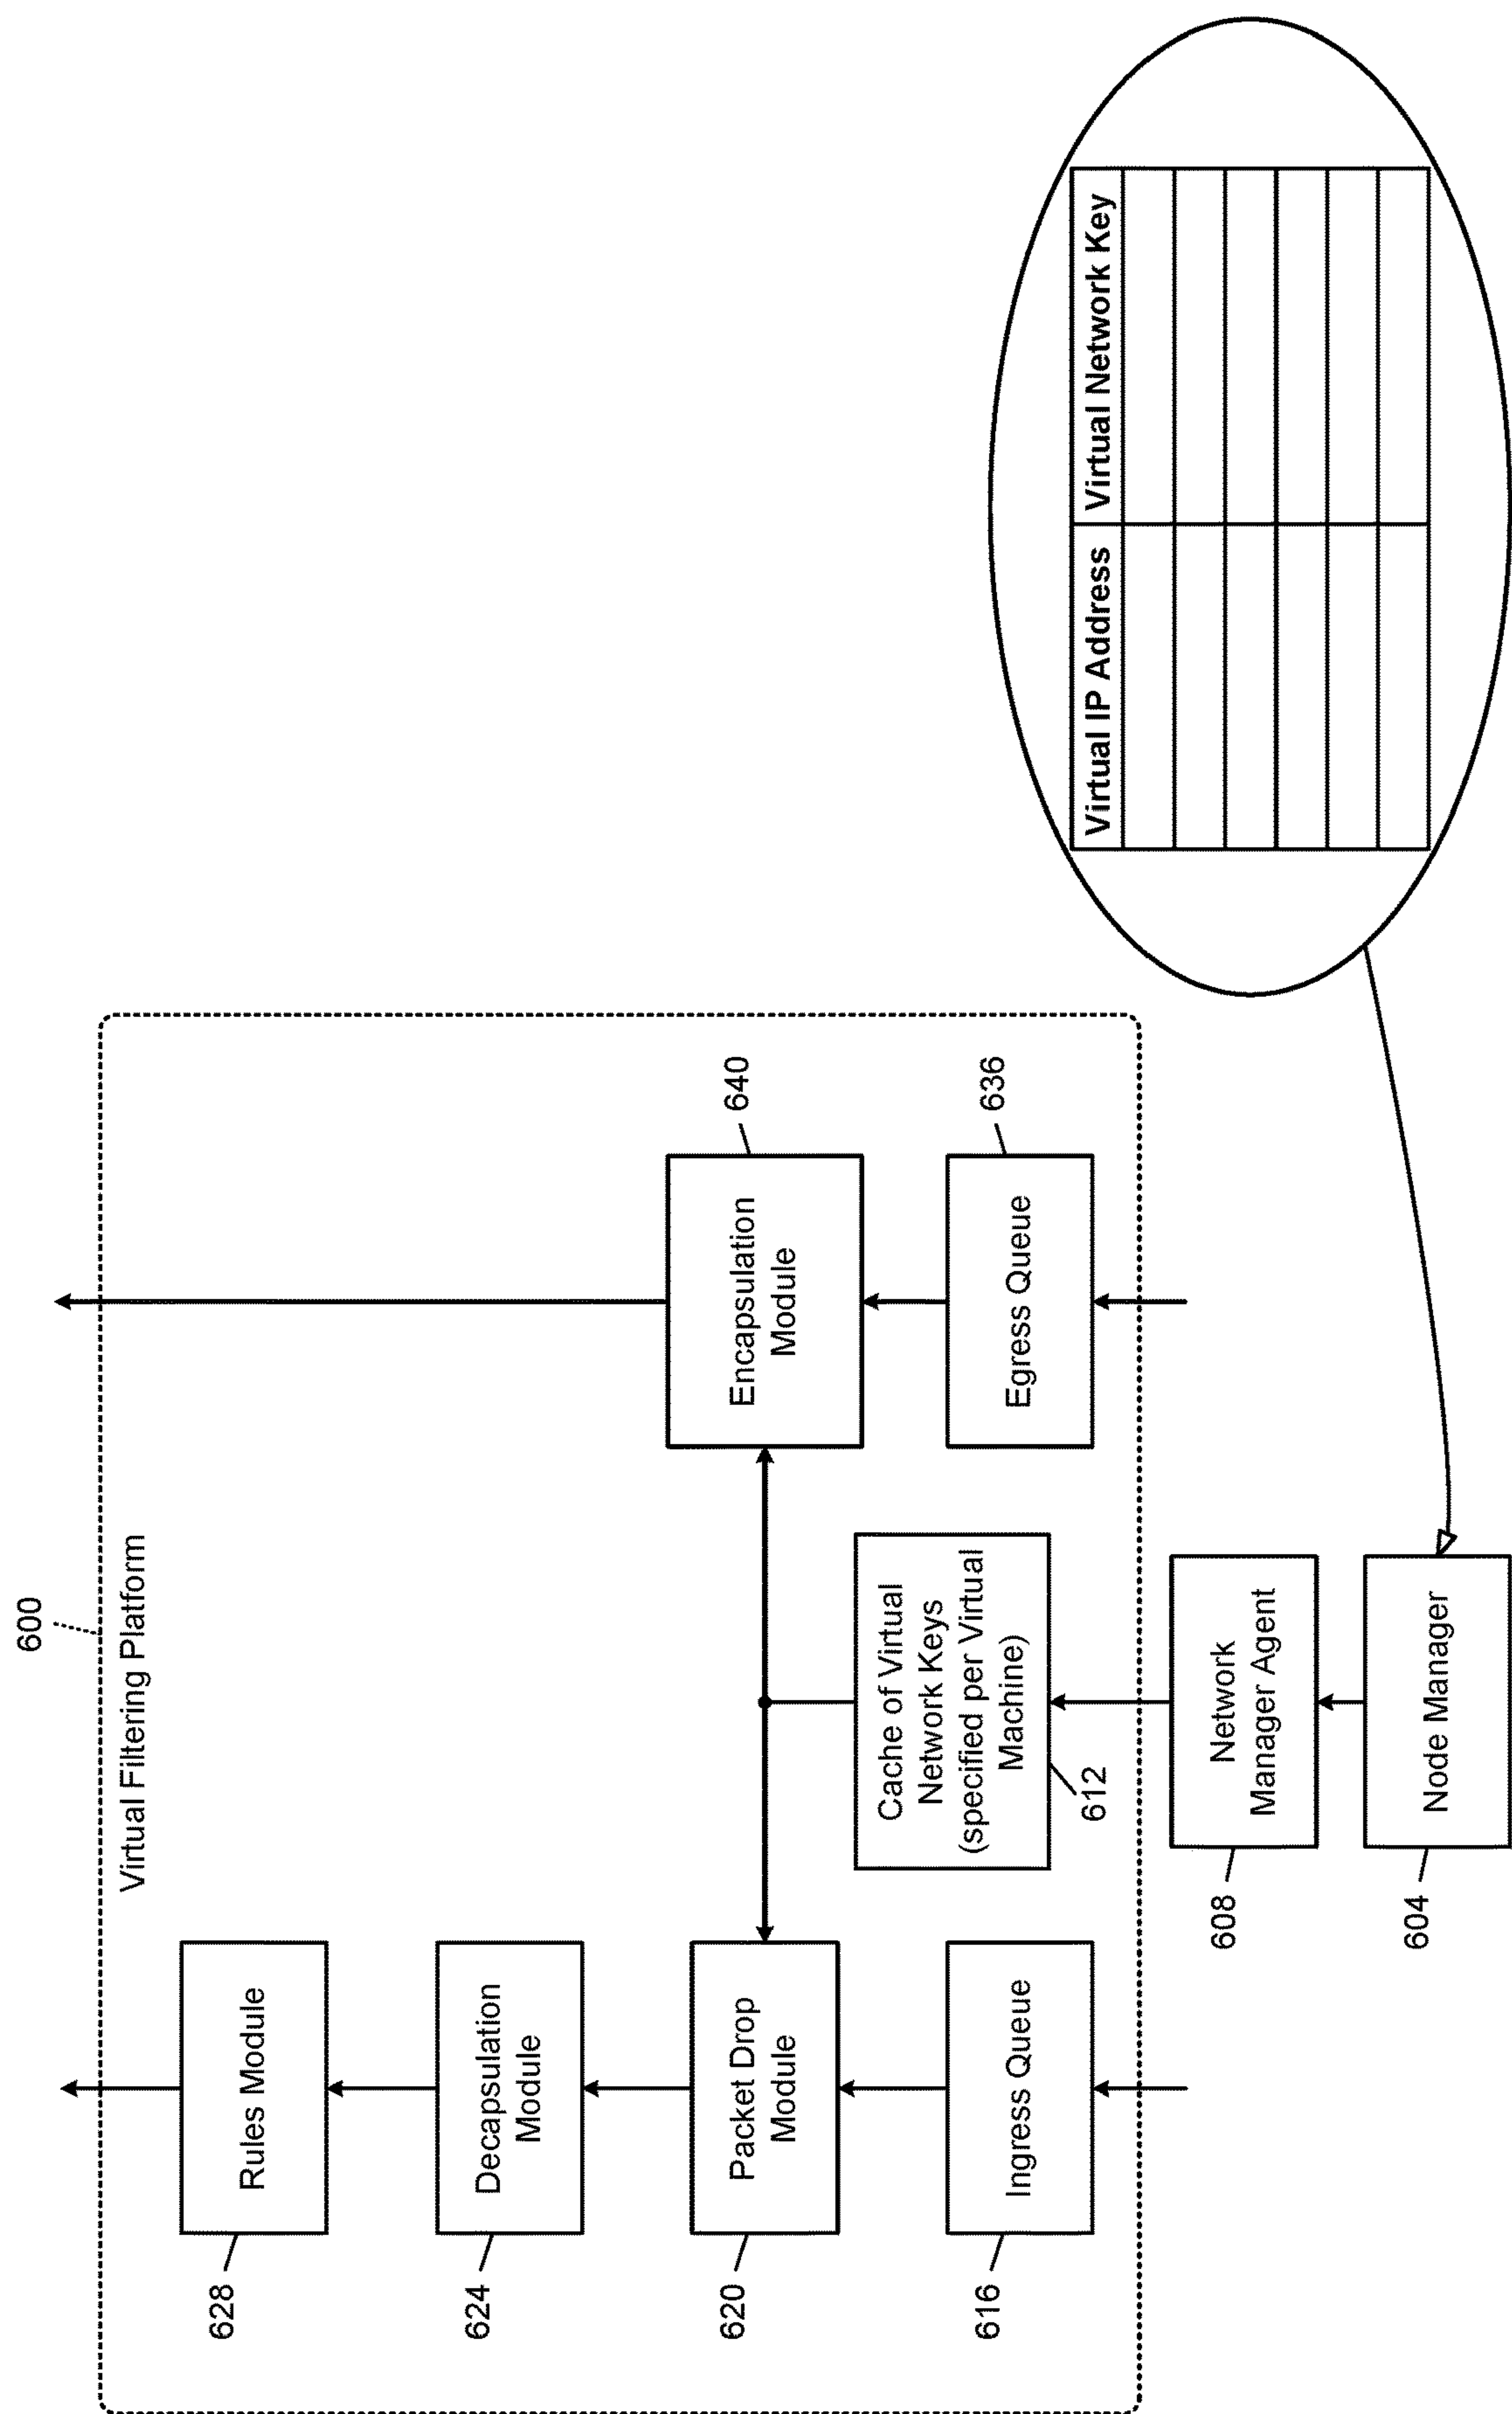 600
Virtual Filtering Platform
628
Rules Module
624
Decapsulation
Module
620
Packet Drop
Module
Encapsulation
Module
640
Cache of Virtual
Network Keys
(specified per Virtual
Machine)
612
616
Ingress Queue
Egress Queue
636
608
Network
Manager Agent
604
Node Manager
Virtual IP Address
Virtual Network Key